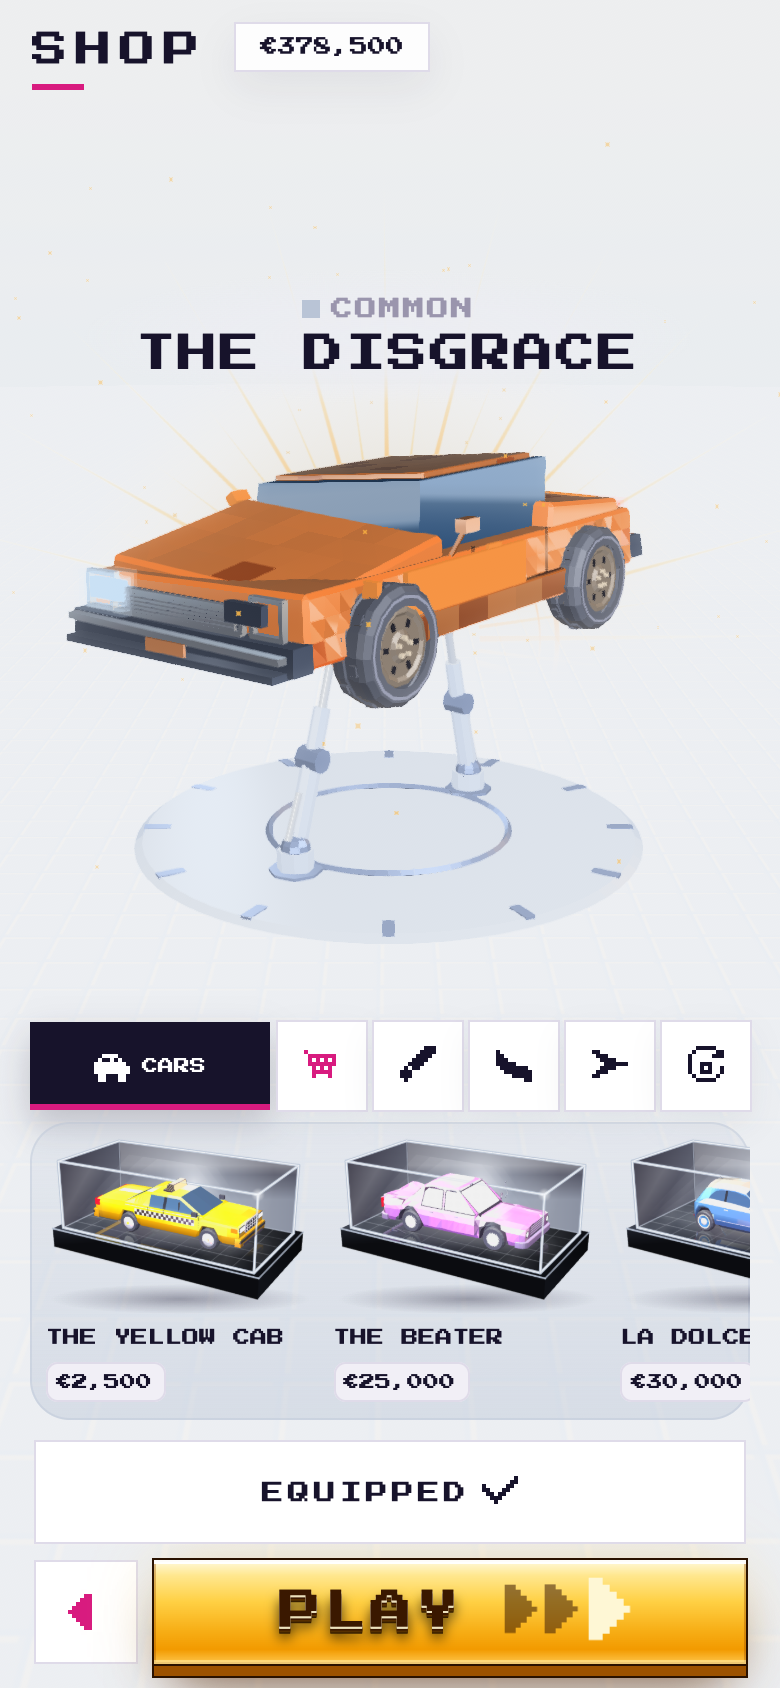 SHOP
€378,500
COMMON
THE DISGRACE
CARS
THE YELLOW CAB
€2,500
THE BEATER
€25,000
LA DOLCE
€30,000
EQUIPPED
PLAY